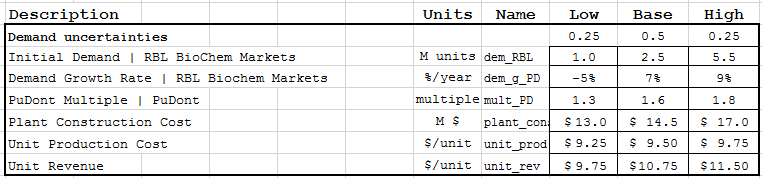 Description Units Name Low Base High
Demand uncertainties 0.25 0.5 0.25
Initial Demand | RBL BioChem Markets M units dem_RBL 1.0 2.5 5.5
Demand Growth Rate | RBL Biochem Markets %/year dem_g_PD -5% 7% 9%
PuDont Multiple | PuDont multiple mult_PD 1.3 1.6 1.8
Plant Construction Cost M $ plant_con $13.0 $ 14.5 $ 17.0
Unit Production Cost $/unit unit_prod $9.25 $ 9.50 $ 9.75
Unit Revenue $/unit unit_rev $9.75 $10.75 $11.50